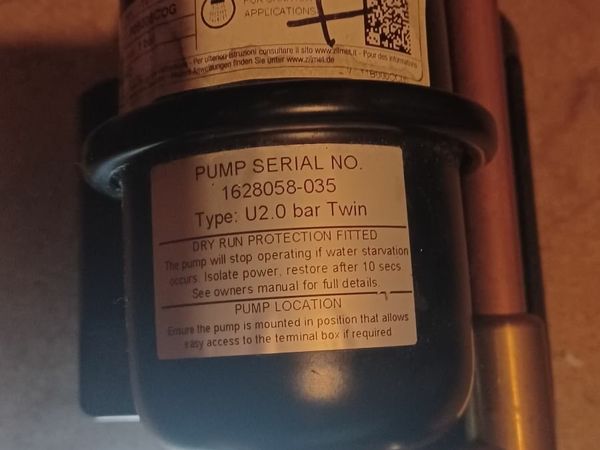 APPLICATIONS
Per ulteriori istruzioni consultare il sito www.zilmet.it - Pour des informations
Anweisungen finden Sie unter www.zilmet.de
PUMP SERIAL NO.
1628058-035
Type: U2.0 bar Twin
DRY RUN PROTECTION FITTED
The pump will stop operating if water starvation
occurs. Isolate power, restore after 10 secs.
See owners manual for full details.
PUMP LOCATION
Ensure the pump is mounted in position that allows
easy access to the terminal box if required